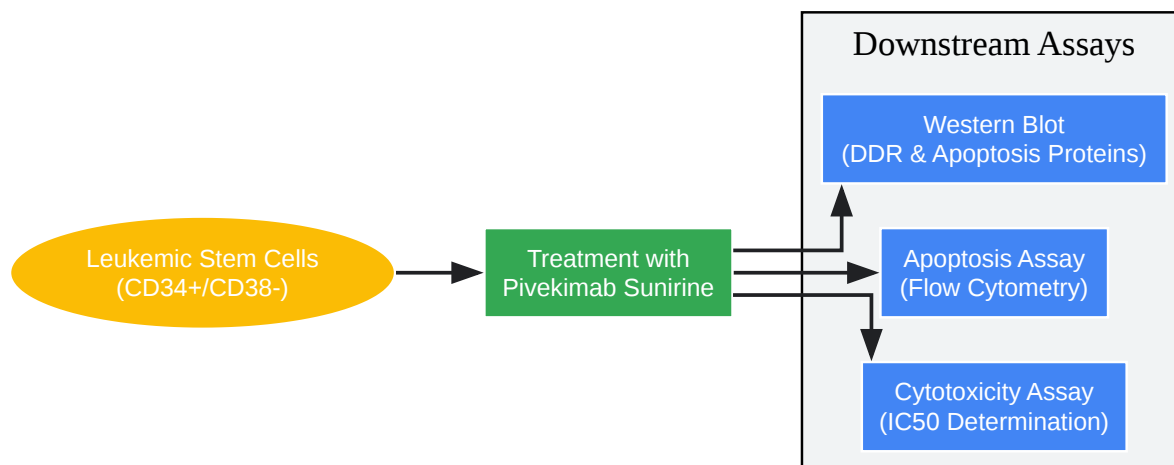 Downstream Assays
Western Blot
(DDR & Apoptosis Proteins)
Leukemic Stem Cells
(CD34+/CD38-)
Treatment with
Pivekimab Sunirine
Apoptosis Assay
(Flow Cytometry)
Cytotoxicity Assay
(IC50 Determination)